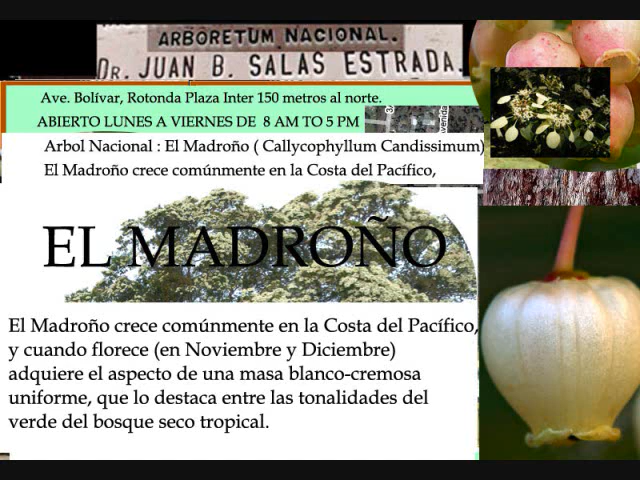 ARBORETUM NACIONAL.
DR. JUAN B. SALAS ESTRADA.
Ave. Bolívar, Rotonda Plaza Inter 150 metros al norte.
ABIERTO LUNES A VIERNES DE 8 AM TO 5 PM
Arbol Nacional : El Madroño ( Callycophyllum Candissimum)
El Madroño crece comúnmente en la Costa del Pacífico,
EL MADROÑO
El Madroño crece comúnmente en la Costa del Pacífico,
y cuando florece (en Noviembre y Diciembre)
adquiere el aspecto de una masa blanco-cremosa
uniforme, que lo destaca entre las tonalidades del
verde del bosque seco tropical.